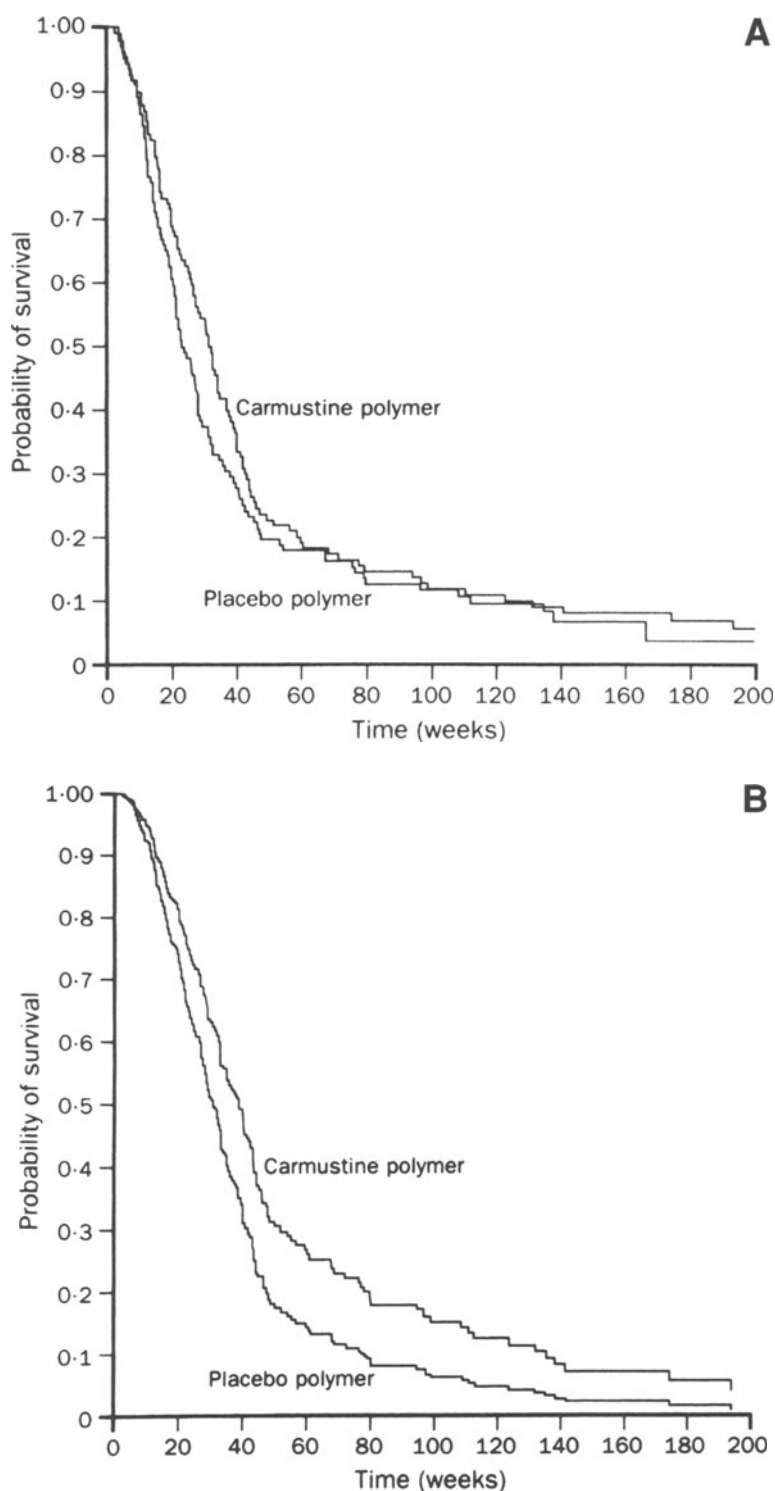 A
1·00
0·9
0·8
0·7
0·6
0·5
0·4
0·3
0·2
0·1
0
Probability of survival
Carmustine polymer
Placebo polymer
0 20 40 60 80 100 120 140 160 180 200
Time (weeks)
B
1·00
0·9
0·8
0·7
0·6
0·5
0·4
0·3
0·2
0·1
0
Probability of survival
Carmustine polymer
Placebo polymer
0 20 40 60 80 100 120 140 160 180 200
Time (weeks)